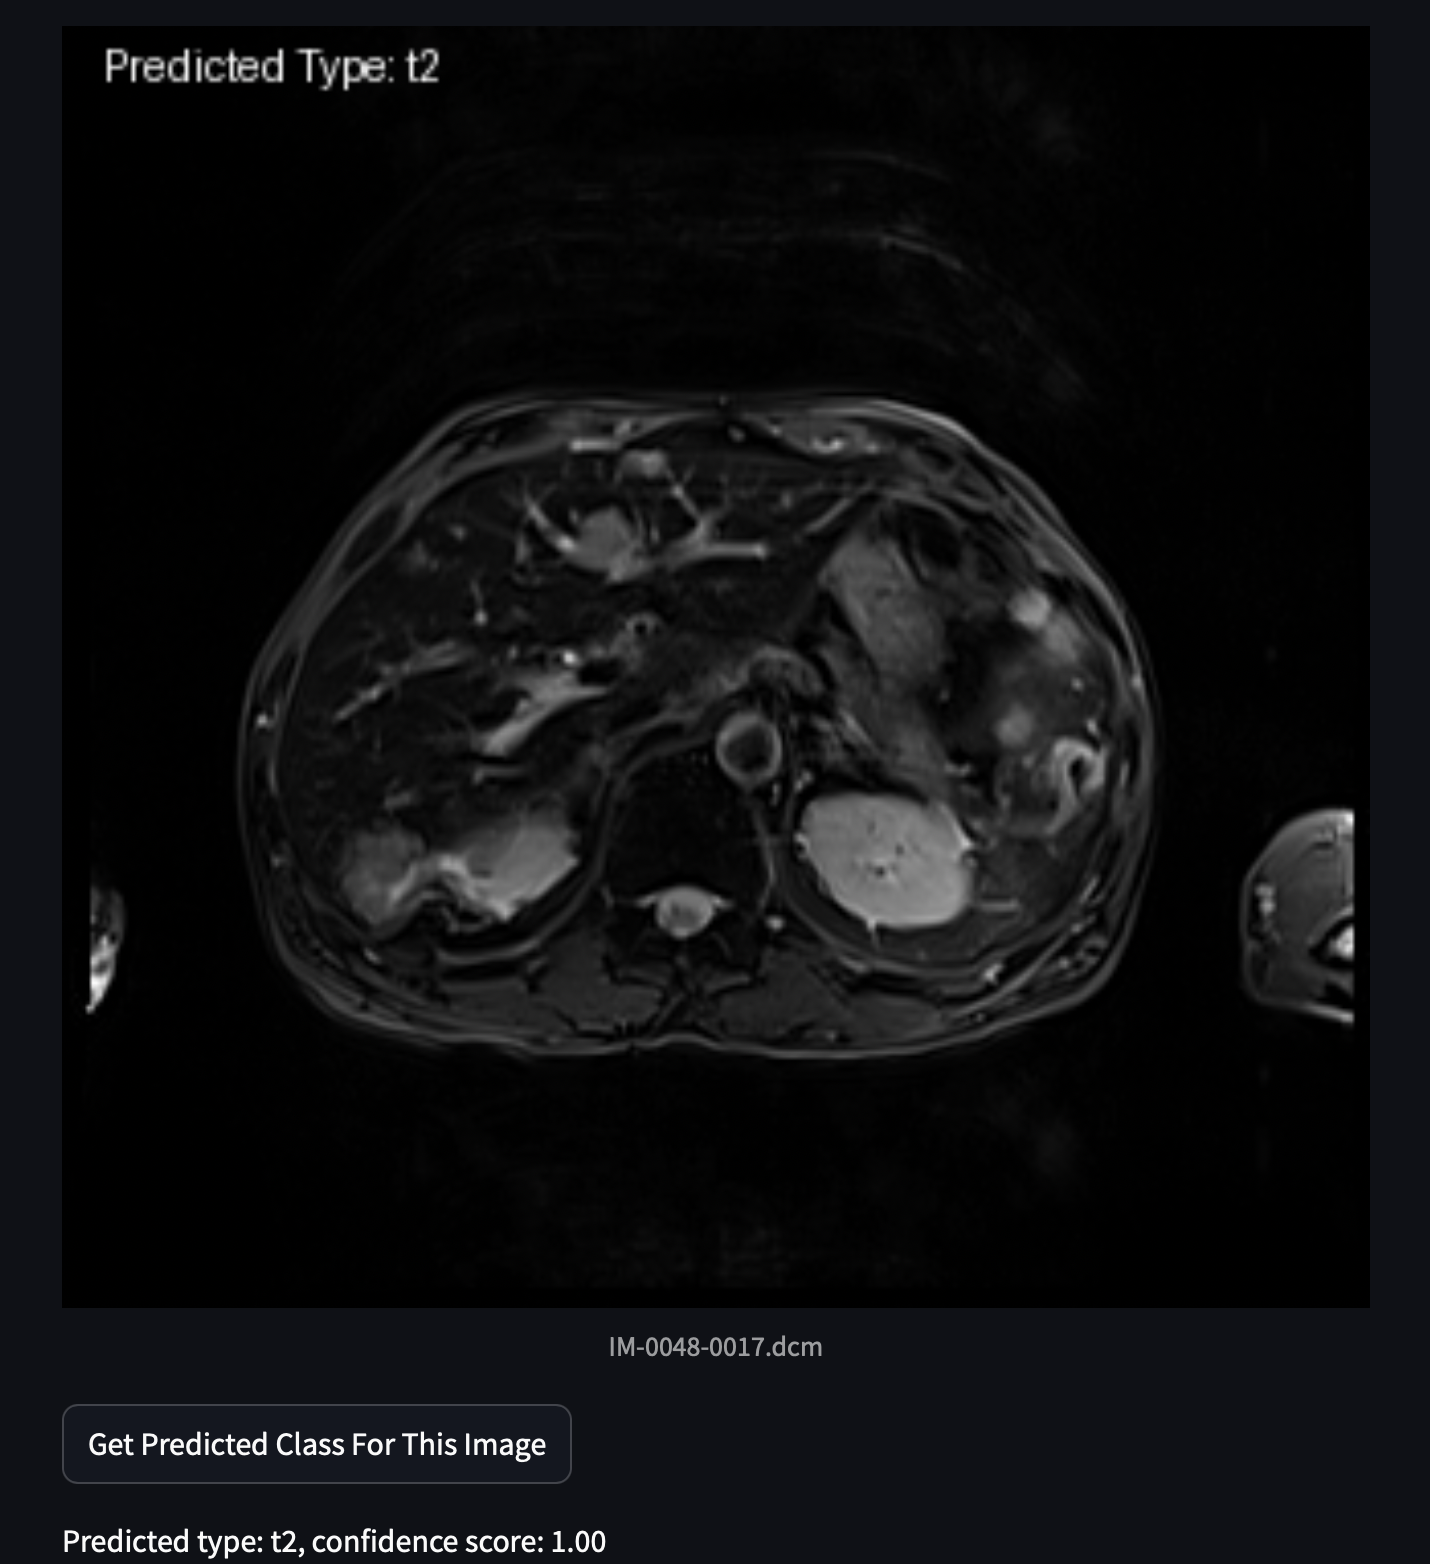 Predicted Type: t2
IM-0048-0017.dcm
Get Predicted Class For This Image
Predicted type: t2, confidence score: 1.00